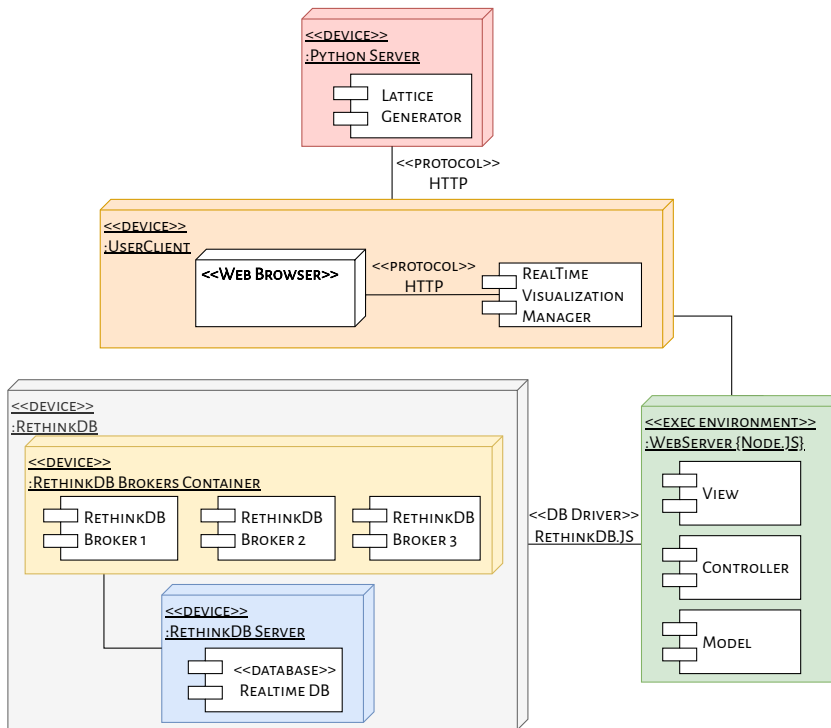 <<DEVICE>>
:PYTHON SERVER
LATTICE
GENERATOR
<<PROTOCOL>>
HTTP
<<DEVICE>>
:USERCLIENT
<<WEB BROWSER>>
<<PROTOCOL>>
HTTP
REALTIME
VISUALIZATION
MANAGER
<<DEVICE>>
:RETHINKDB
<<DEVICE>>
:RETHINKDB BROKERS CONTAINER
RETHINKDB
BROKER 1
RETHINKDB
BROKER 2
RETHINKDB
BROKER 3
<<DEVICE>>
:RETHINKDB SERVER
<<DATABASE>>
REALTIME DB
<<DB DRIVER>>
RETHINKDB.JS
<<EXEC ENVIRONMENT>>
:WEBSERVER {NODE.JS}
VIEW
CONTROLLER
MODEL